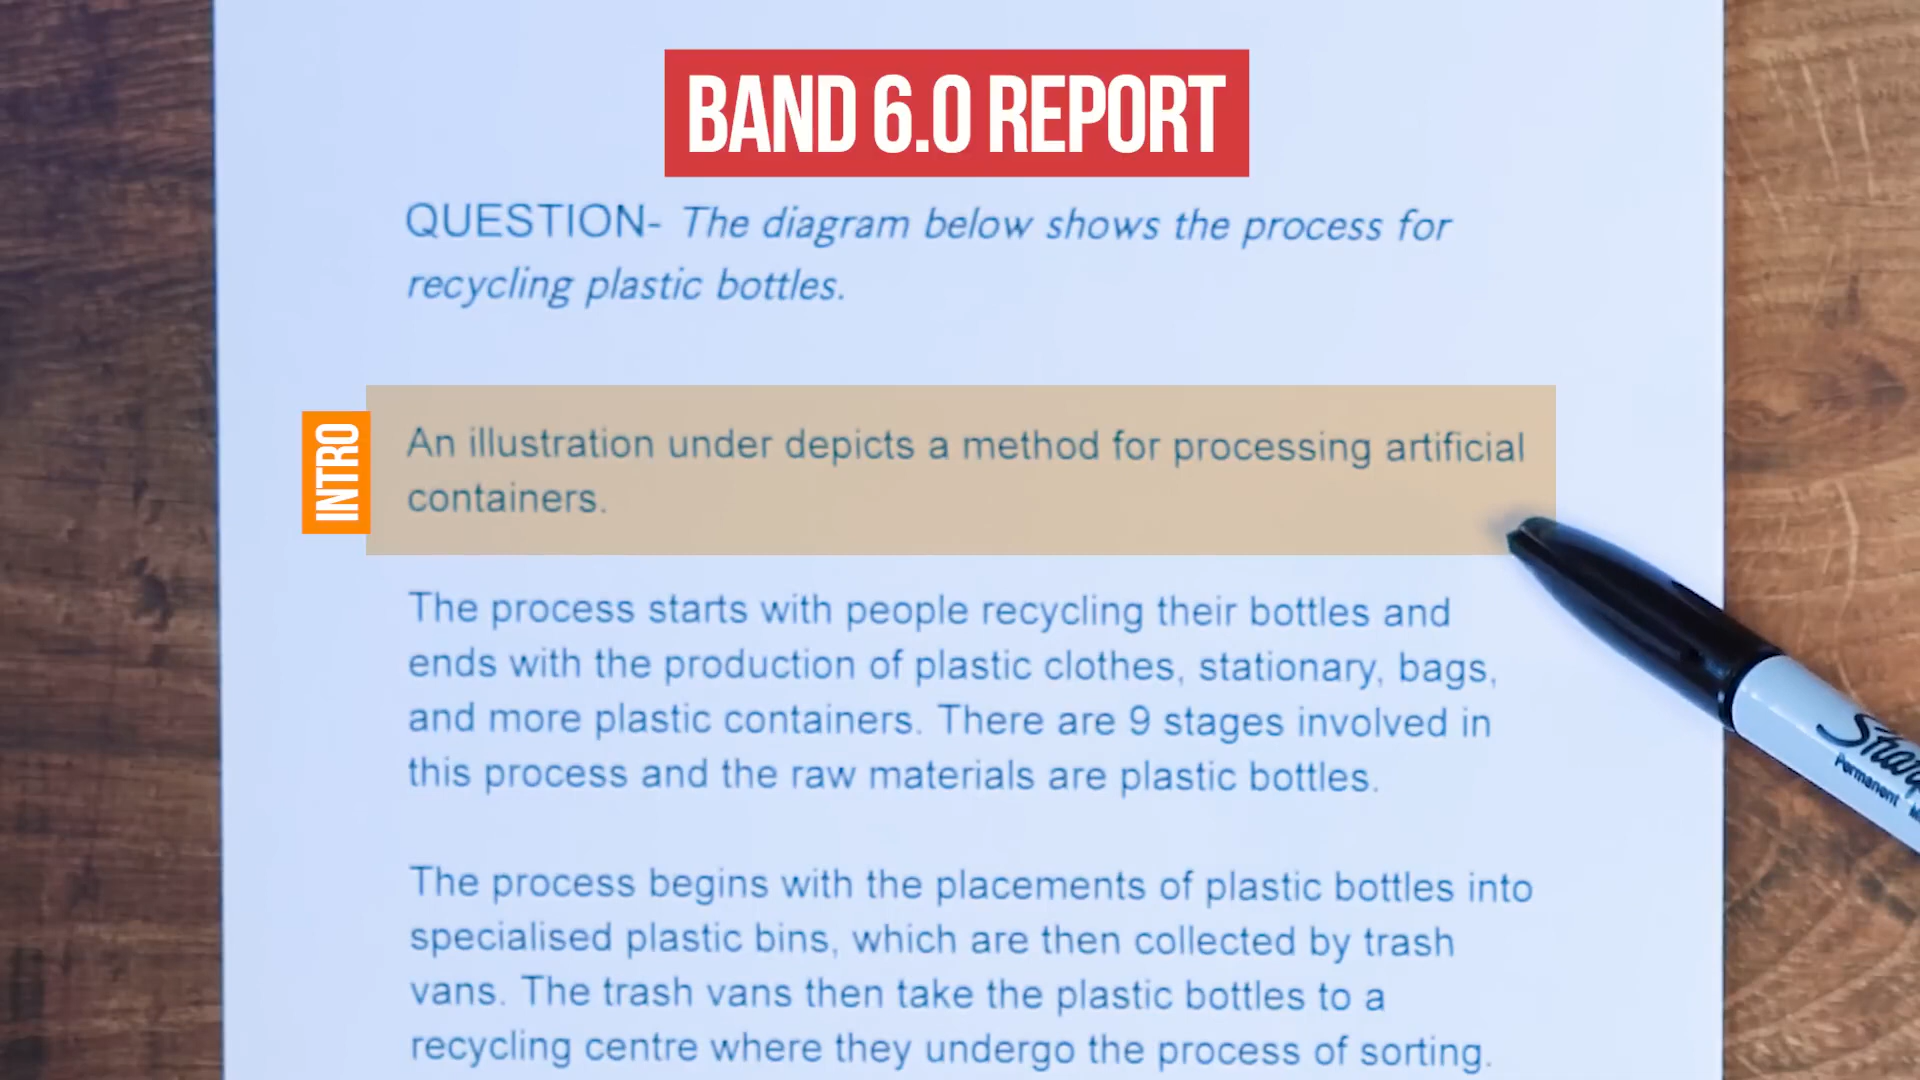 BAND 6.0 REPORT
QUESTION- The diagram below shows the process for
recycling plastic bottles.
INTRO
An illustration under depicts a method for processing artificial
containers.
The process starts with people recycling their bottles and
ends with the production of plastic clothes, stationary, bags,
and more plastic containers. There are 9 stages involved in
this process and the raw materials are plastic bottles.
The process begins with the placements of plastic bottles into
specialised plastic bins, which are then collected by trash
vans. The trash vans then take the plastic bottles to a
recycling centre where they undergo the process of sorting.
Permanent